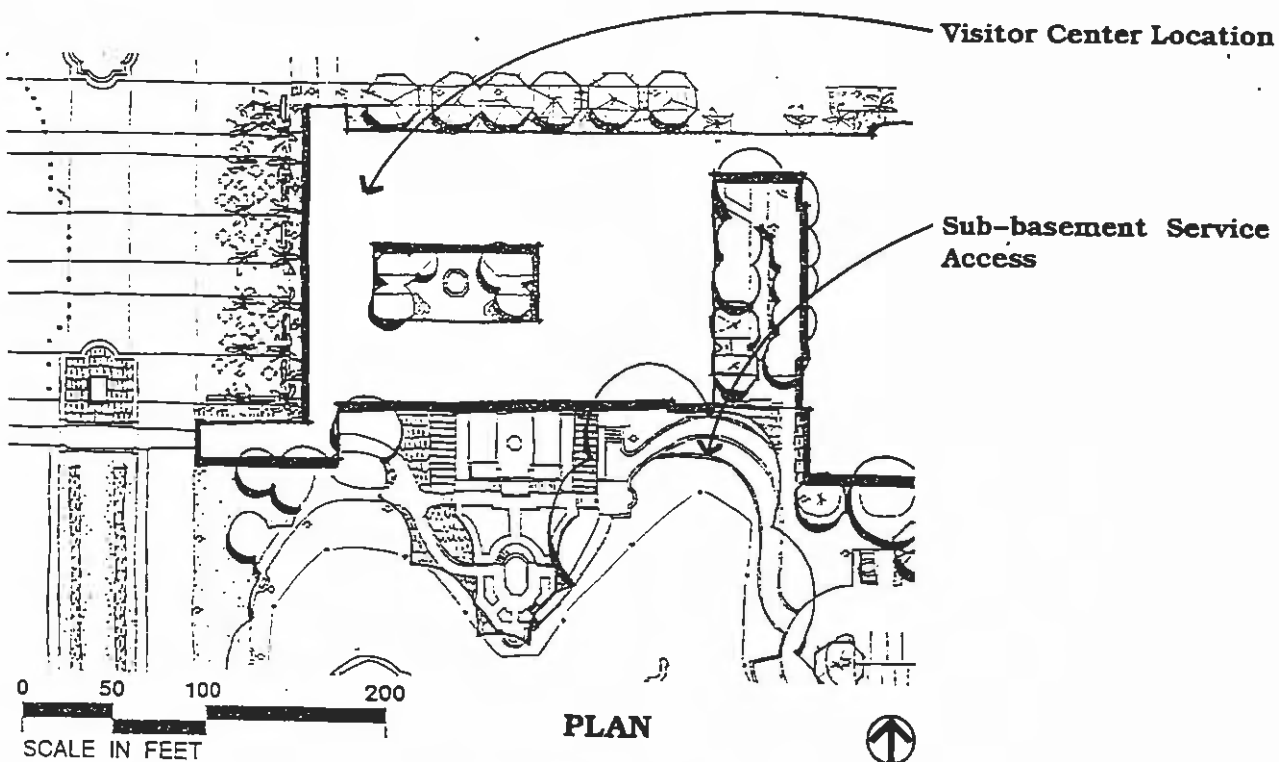 Visitor Center Location
Sub-basement Service
Access
0 50 100 200
SCALE IN FEET
PLAN